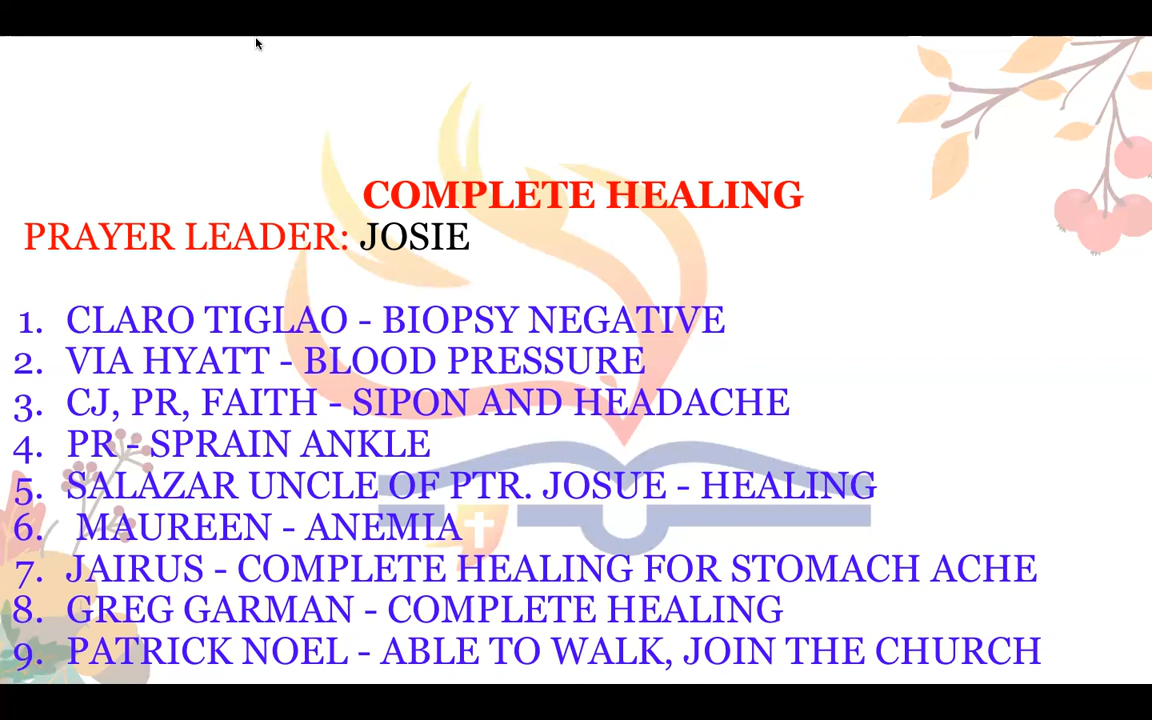 COMPLETE HEALING
PRAYER LEADER: JOSIE
1. CLARO TIGLAO - BIOPSY NEGATIVE
2. VIA HYATT - BLOOD PRESSURE
3. CJ, PR, FAITH - SIPON AND HEADACHE
4. PR - SPRAIN ANKLE
5. SALAZAR UNCLE OF PTR. JOSUE - HEALING
6. MAUREEN - ANEMIA
7. JAIRUS - COMPLETE HEALING FOR STOMACH ACHE
8. GREG GARMAN - COMPLETE HEALING
9. PATRICK NOEL - ABLE TO WALK, JOIN THE CHURCH